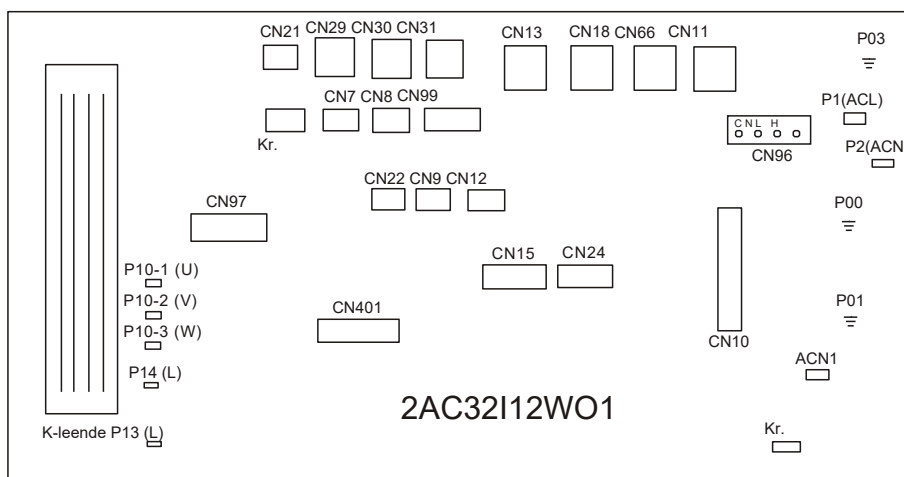 CN21 CN29 CN30 CN31
CN13 CN18 CN66 CN11
P03
CN7 CN8 CN99
Kr.
P1(ACL)
CN L H
CN96
P2(ACN
CN22 CN9 CN12
CN97
P00
CN15 CN24
P10-1 (U)
P10-2 (V)
P10-3 (W)
CN401
P01
CN10
ACN1
P14 (L)
2AC32I12WO1
K-leende P13 (L)
Kr.